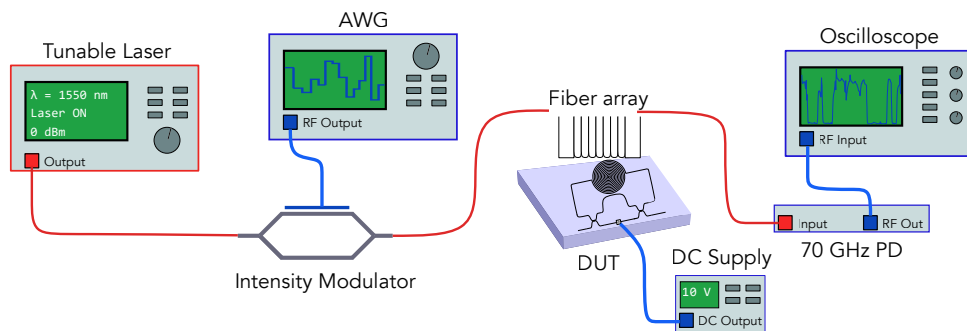 Tunable Laser
λ = 1550 nm
Laser ON
0 dBm
Output
AWG
RF Output
Intensity Modulator
Fiber array
DUT
DC Supply
10 V
DC Output
Oscilloscope
RF Input
Input
RF Out
70 GHz PD